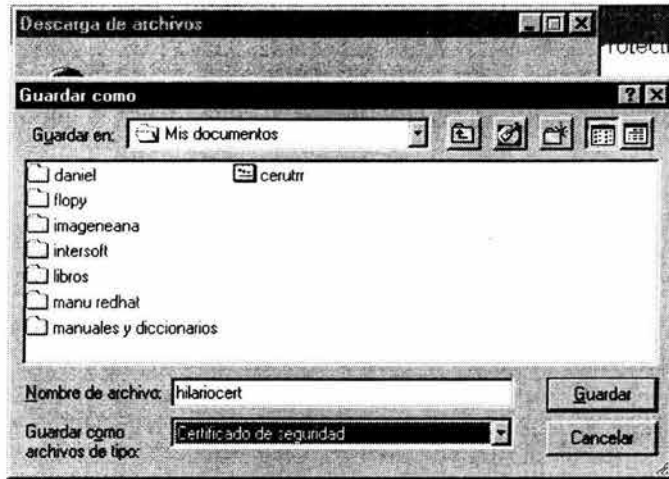 Descarga de archivos
Guardar como
Guardar en: Mis documentos
daniel
cerutrr
flopy
imageneana
intersoft
libros
manu redhat
manuales y diccionarios
Nombre de archivo: hilariocert
Guardar
Guardar como archivos de tipo: Certificado de seguridad
Cancelar